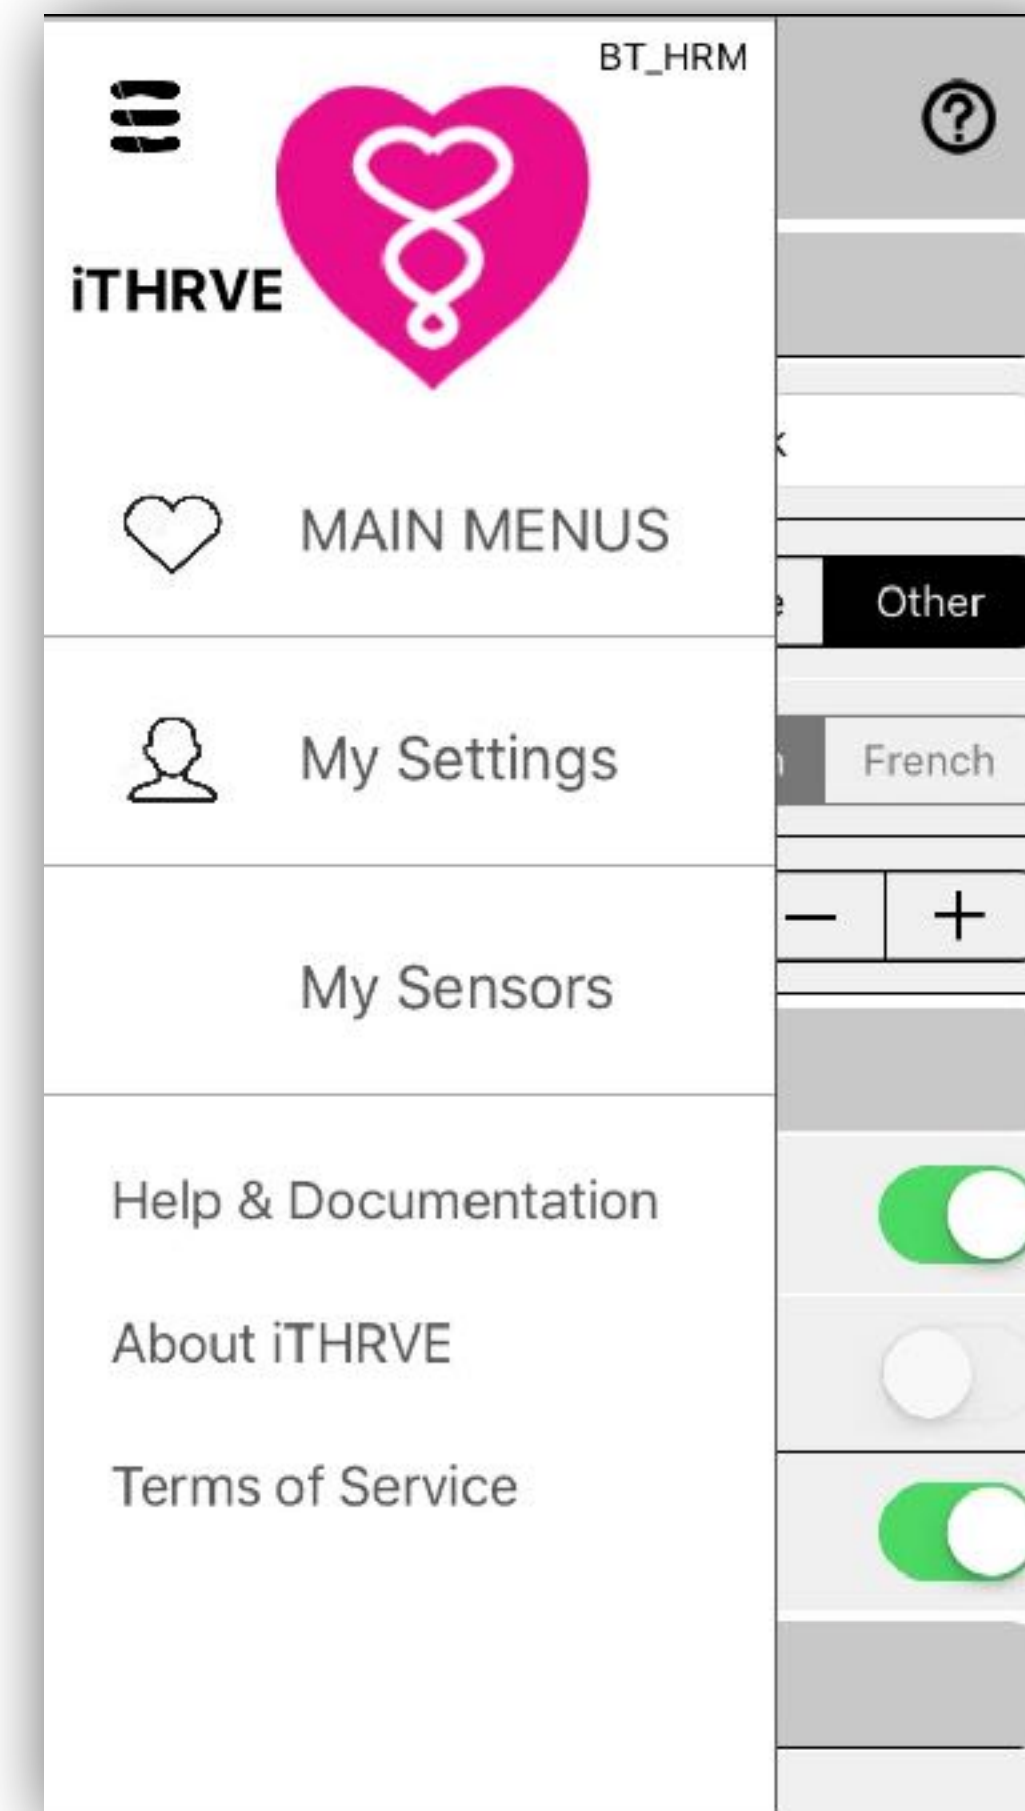 BT_HRM
iTHRVE
MAIN MENUS
Other
My Settings
French
My Sensors
Help & Documentation
About iTHRVE
Terms of Service